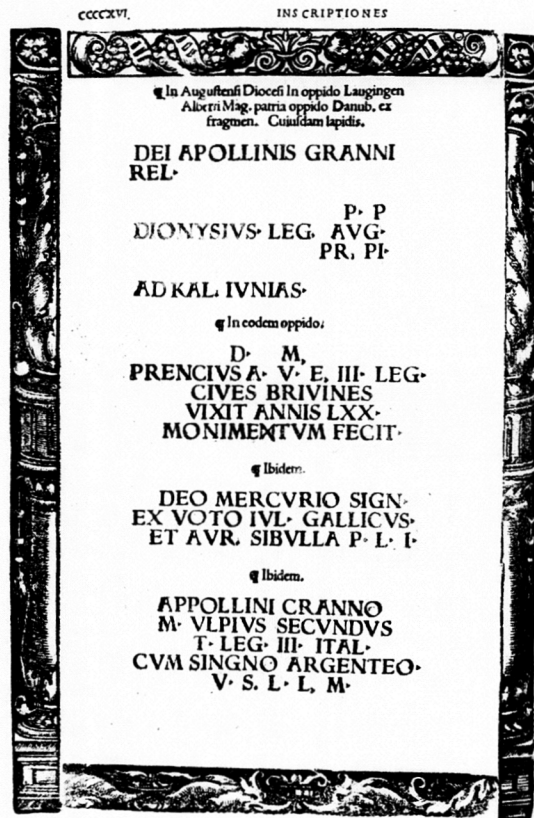 CCCCXVI.
INSCRIPTIONES
¶ In Augustensi Diocesi In oppido Laugingen
Alberti Mag. patria oppido Danub. ex
fragmen. Cuiusdam lapidis.
DEI APOLLINIS GRANNI
REL·
P· P
DIONYSIVS· LEG. AVG·
PR, PI·
AD KAL. IVNIAS·
¶ In eodem oppido.
D· M,
PRENCIVS A· V· E, III· LEG·
CIVES BRIVINES
VIXIT ANNIS LXX·
MONIMENTVM FECIT·
¶ Ibidem.
DEO MERCVRIO SIGN·
EX VOTO IVL· GALLICVS·
ET AVR. SIBVLLA P· L· I·
¶ Ibidem.
APPOLLINI CRANNO
M· VLPIVS SECVNDVS
T· LEG· III· ITAL·
CVM SINGNO ARGENTEO·
V· S. L· L, M·